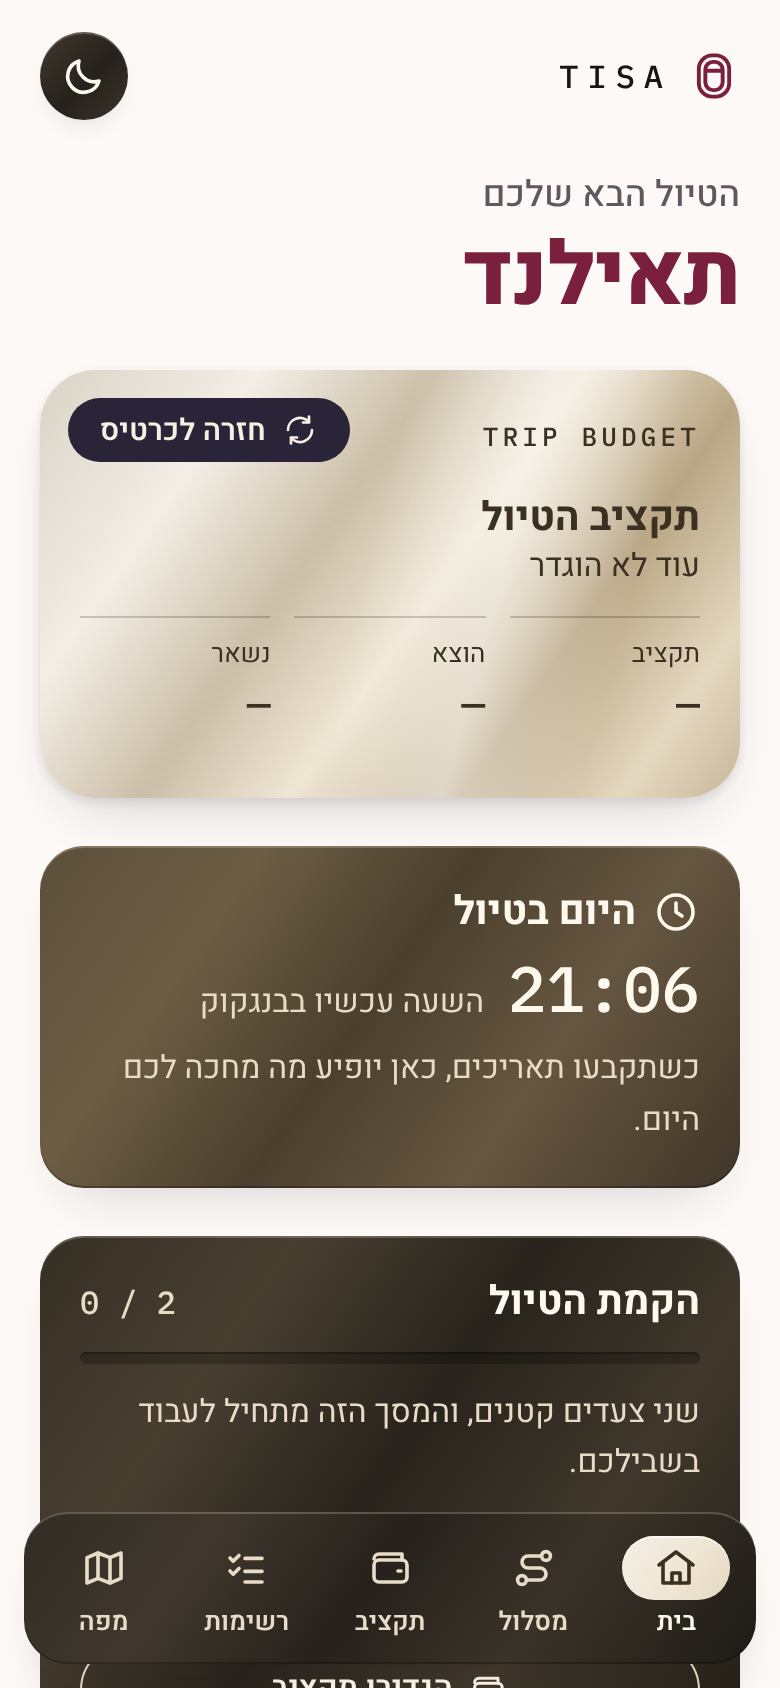 TISA
הטיול הבא שלכם
תאילנד
TRIP BUDGET
חזרה לכרטיס
תקציב הטיול
עוד לא הוגדר
תקציב
הוצא
נשאר
–
–
–
היום בטיול
21:06 השעה עכשיו בבנגקוק
כשתקבעו תאריכים, כאן יופיע מה מחכה לכם
היום.
הקמת הטיול
0 / 2
שני צעדים קטנים, והמסך הזה מתחיל לעבוד
בשבילכם.
בית
מסלול
תקציב
רשימות
מפה